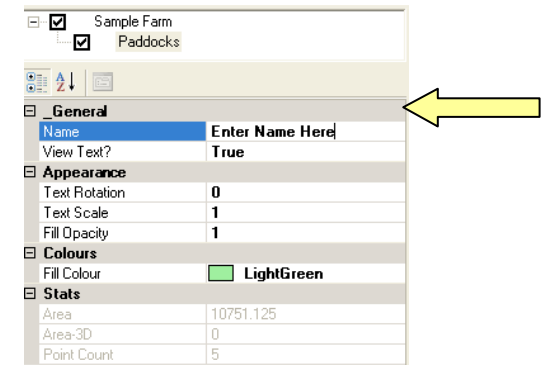 Sample Farm
Paddocks
_General
Name Enter Name Here
View Text? True
Appearance
Text Rotation 0
Text Scale 1
Fill Opacity 1
Colours
Fill Colour LightGreen
Stats
Area 10751.125
Area-3D 0
Point Count 5